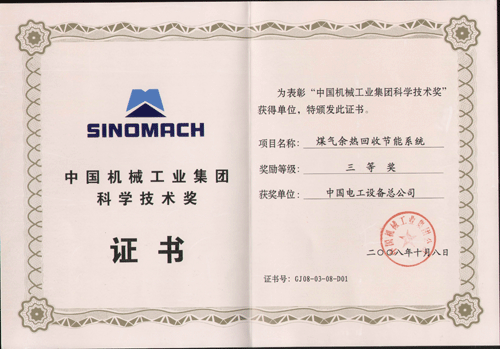 SINOMACH
中国机械工业集团
科学技术奖
证书
为表彰“中国机械工业集团科学技术奖”
获得单位，特颁发此证书。
项目名称： 煤气余热回收节能系统
奖励等级： 三等奖
获奖单位： 中国电工设备总公司
二〇〇八年十月八日
证书号：GJ08-03-08-D01